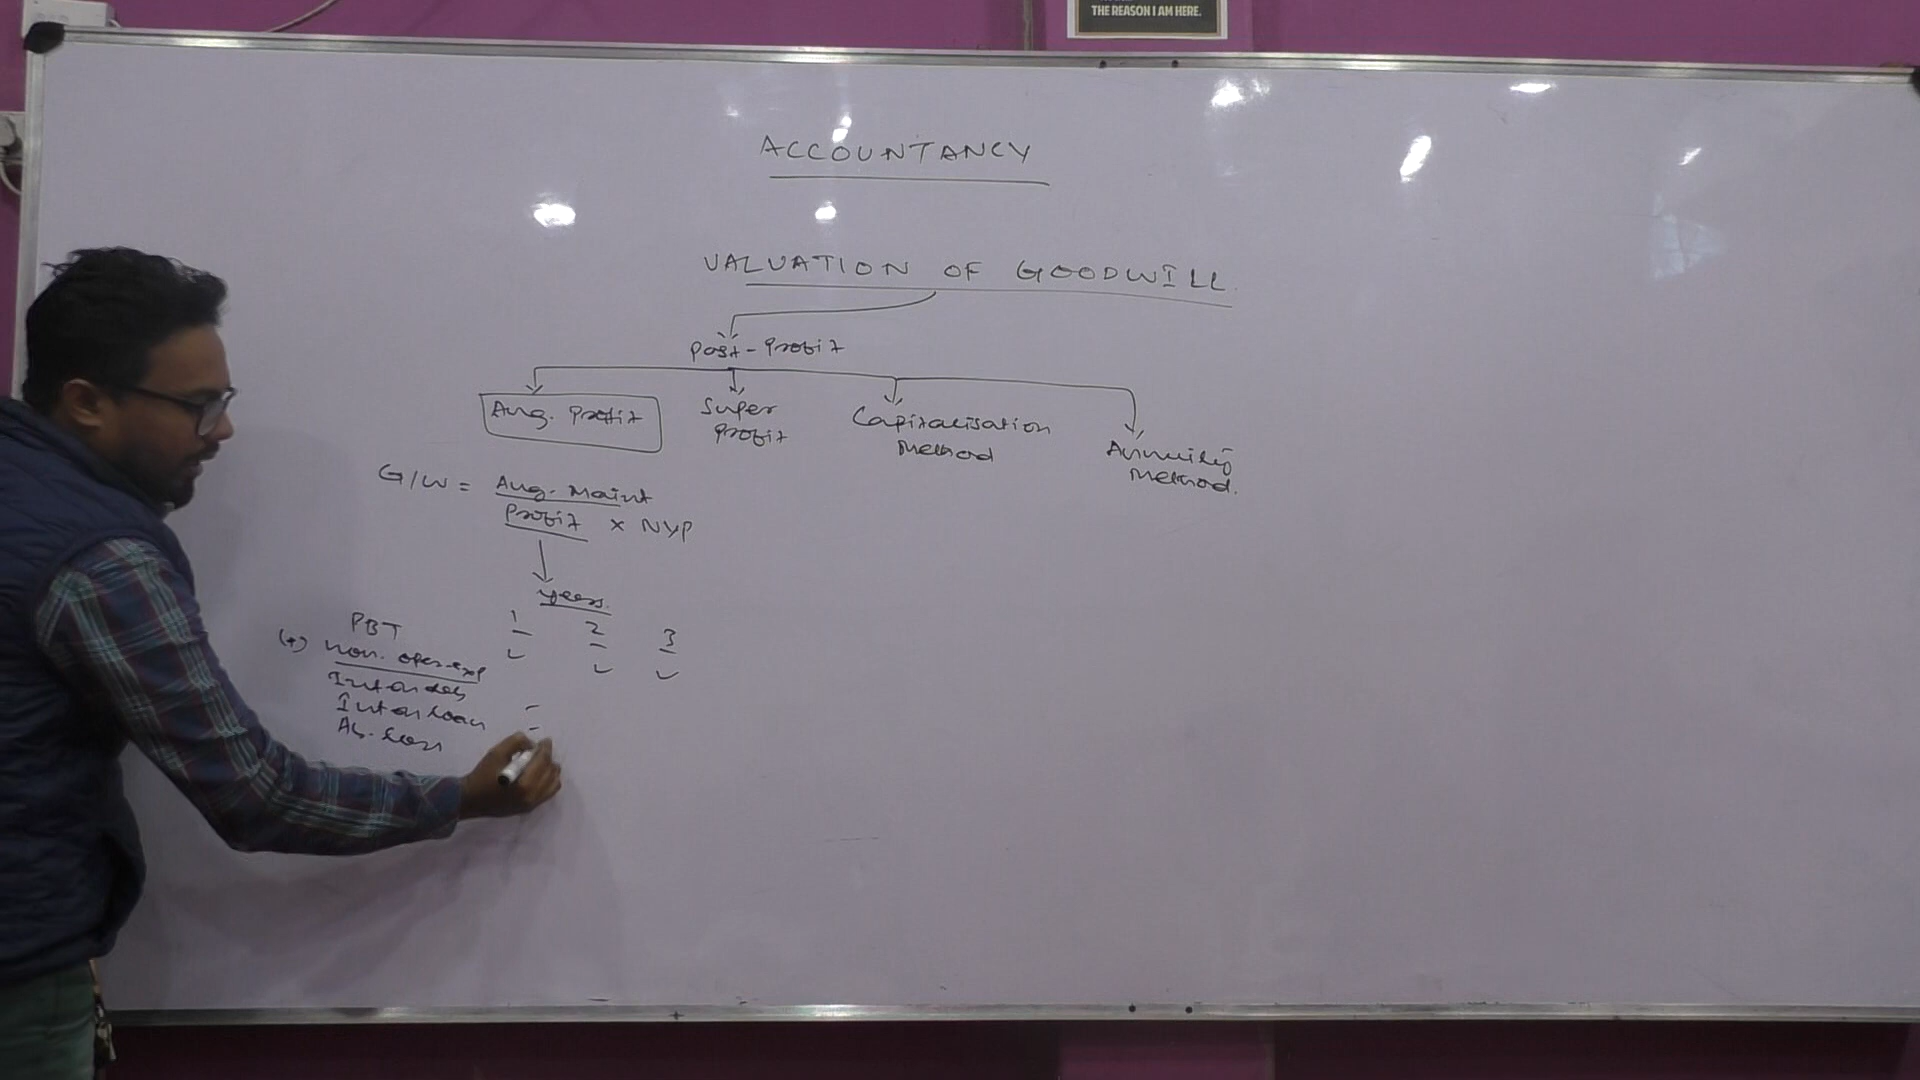 THE REASON I AM HERE.
ACCOUNTANCY
VALUATION OF GOODWILL.
Past-Profit
Avg. Profit
Super
Profit
Capitalisation
Method
Annuity
Method.
G/W = Avg. Maint
Profit × NYP
years.
1 2 3
PBT
(+) Non. oper. exp
Int on deb
Int on loan
Ab. loss